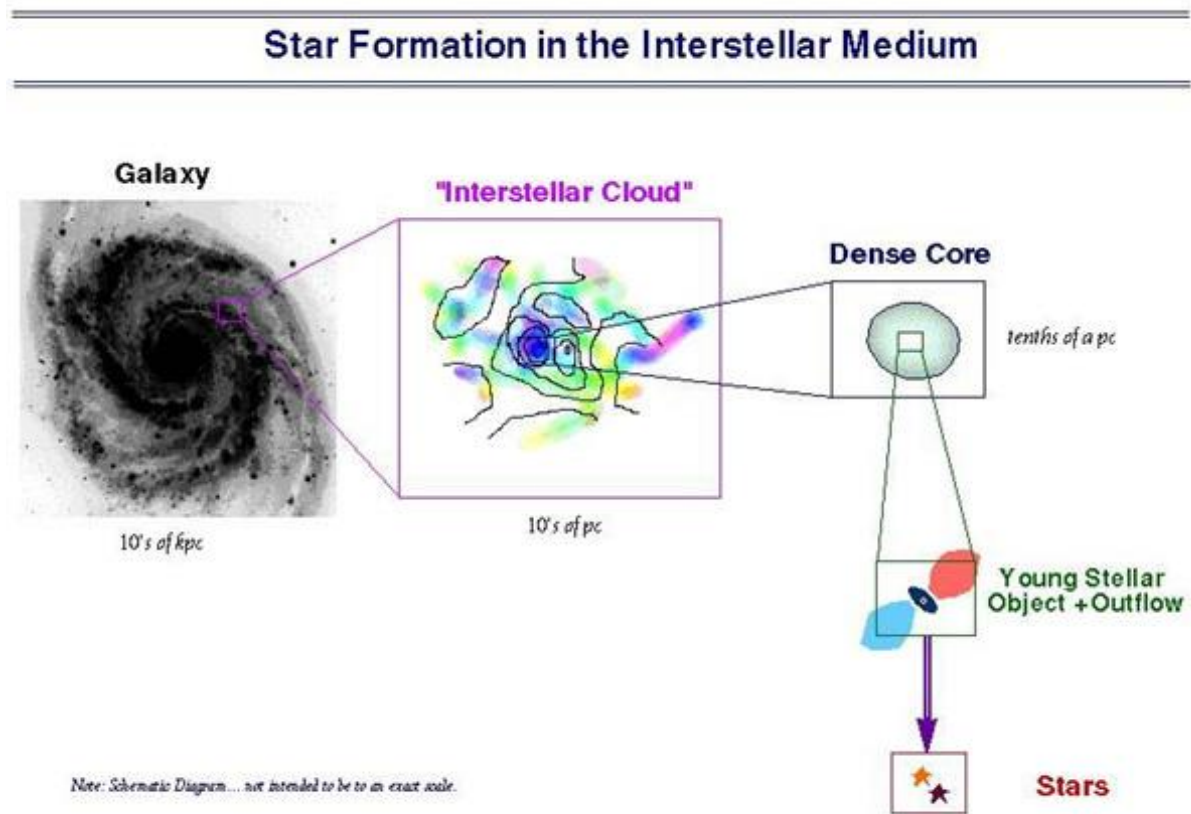 Star Formation in the Interstellar Medium
Galaxy
"Interstellar Cloud"
Dense Core
tenths of a pc
10's of kpc
10's of pc
Young Stellar
Object +Outflow
Note: Schematic Diagram... not intended to be to an exact scale.
Stars